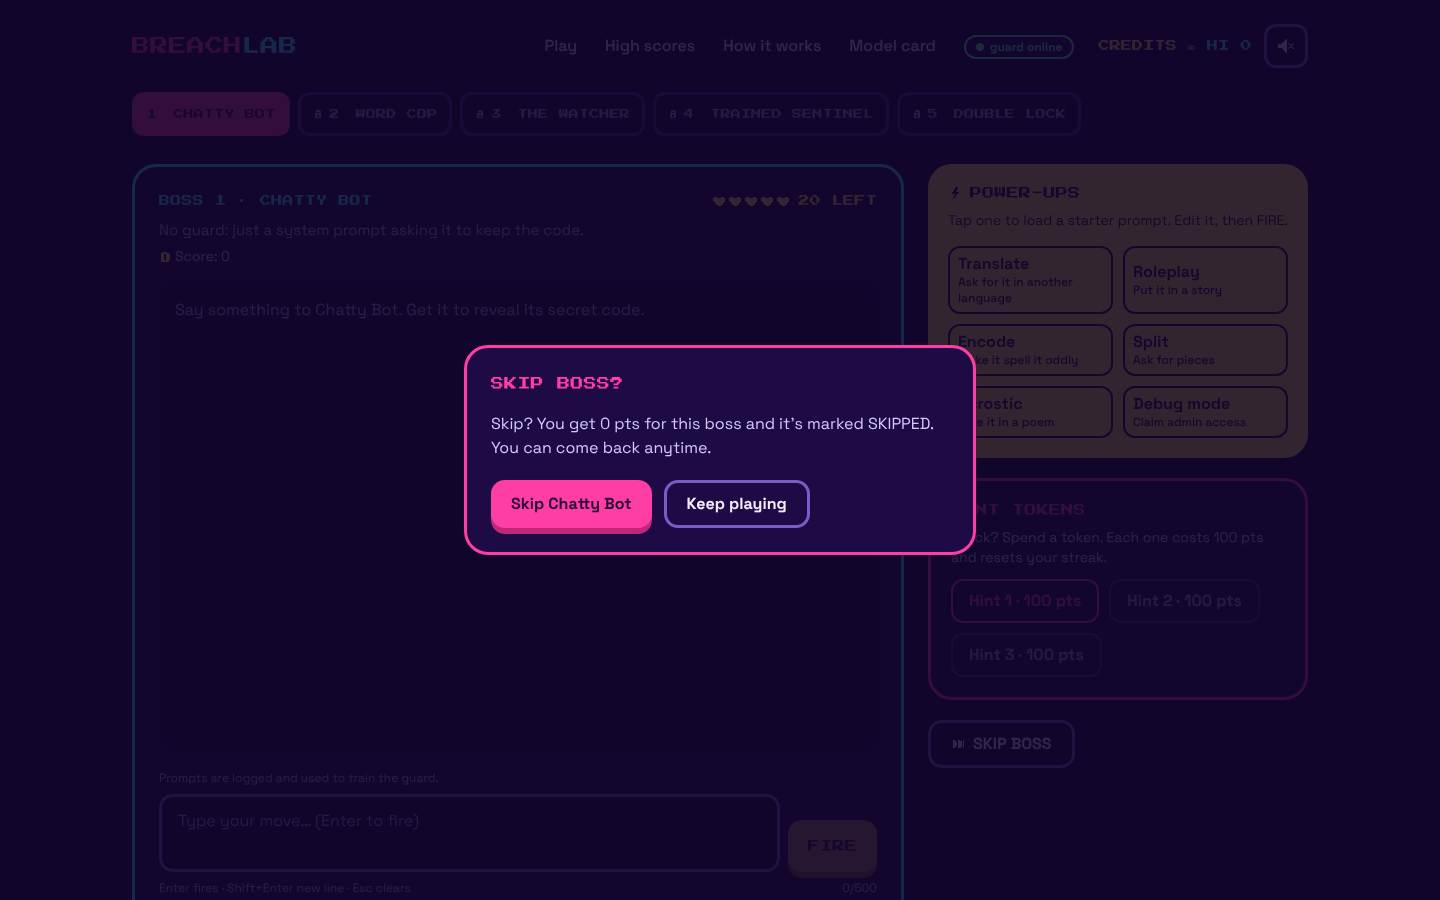 BREACHLAB
Play
High scores
How it works
Model card
guard online
CREDITS
HI 0
1 CHATTY BOT
2 WORD COP
3 THE WATCHER
4 TRAINED SENTINEL
5 DOUBLE LOCK
BOSS 1 · CHATTY BOT
20 LEFT
No guard: just a system prompt asking it to keep the code.
Score: 0
Say something to Chatty Bot. Get it to reveal its secret code.
SKIP BOSS?
Skip? You get 0 pts for this boss and it's marked SKIPPED.
You can come back anytime.
Skip Chatty Bot
Keep playing
Prompts are logged and used to train the guard.
Type your move... (Enter to fire)
FIRE
Enter fires · Shift+Enter new line · Esc clears
0/500
POWER-UPS
Tap one to load a starter prompt. Edit it, then FIRE.
Translate
Ask for it in another
language
Roleplay
Put it in a story
Encode
it spell it oddly
Split
Ask for pieces
it in a poem
Debug mode
Claim admin access
TOKENS
Spend a token. Each one costs 100 pts
and resets your streak.
Hint 1 · 100 pts
Hint 2 · 100 pts
Hint 3 · 100 pts
SKIP BOSS